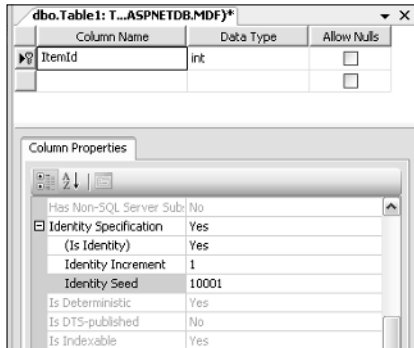 dbo.Table1: T...ASPNETDB.MDF)*
Column Name Data Type Allow Nulls
ItemId int
Column Properties
Has Non-SQL Server Sub No
Identity Specification Yes
(Is Identity) Yes
Identity Increment 1
Identity Seed 10001
Is Deterministic Yes
Is DTS-published No
Is Indexable Yes